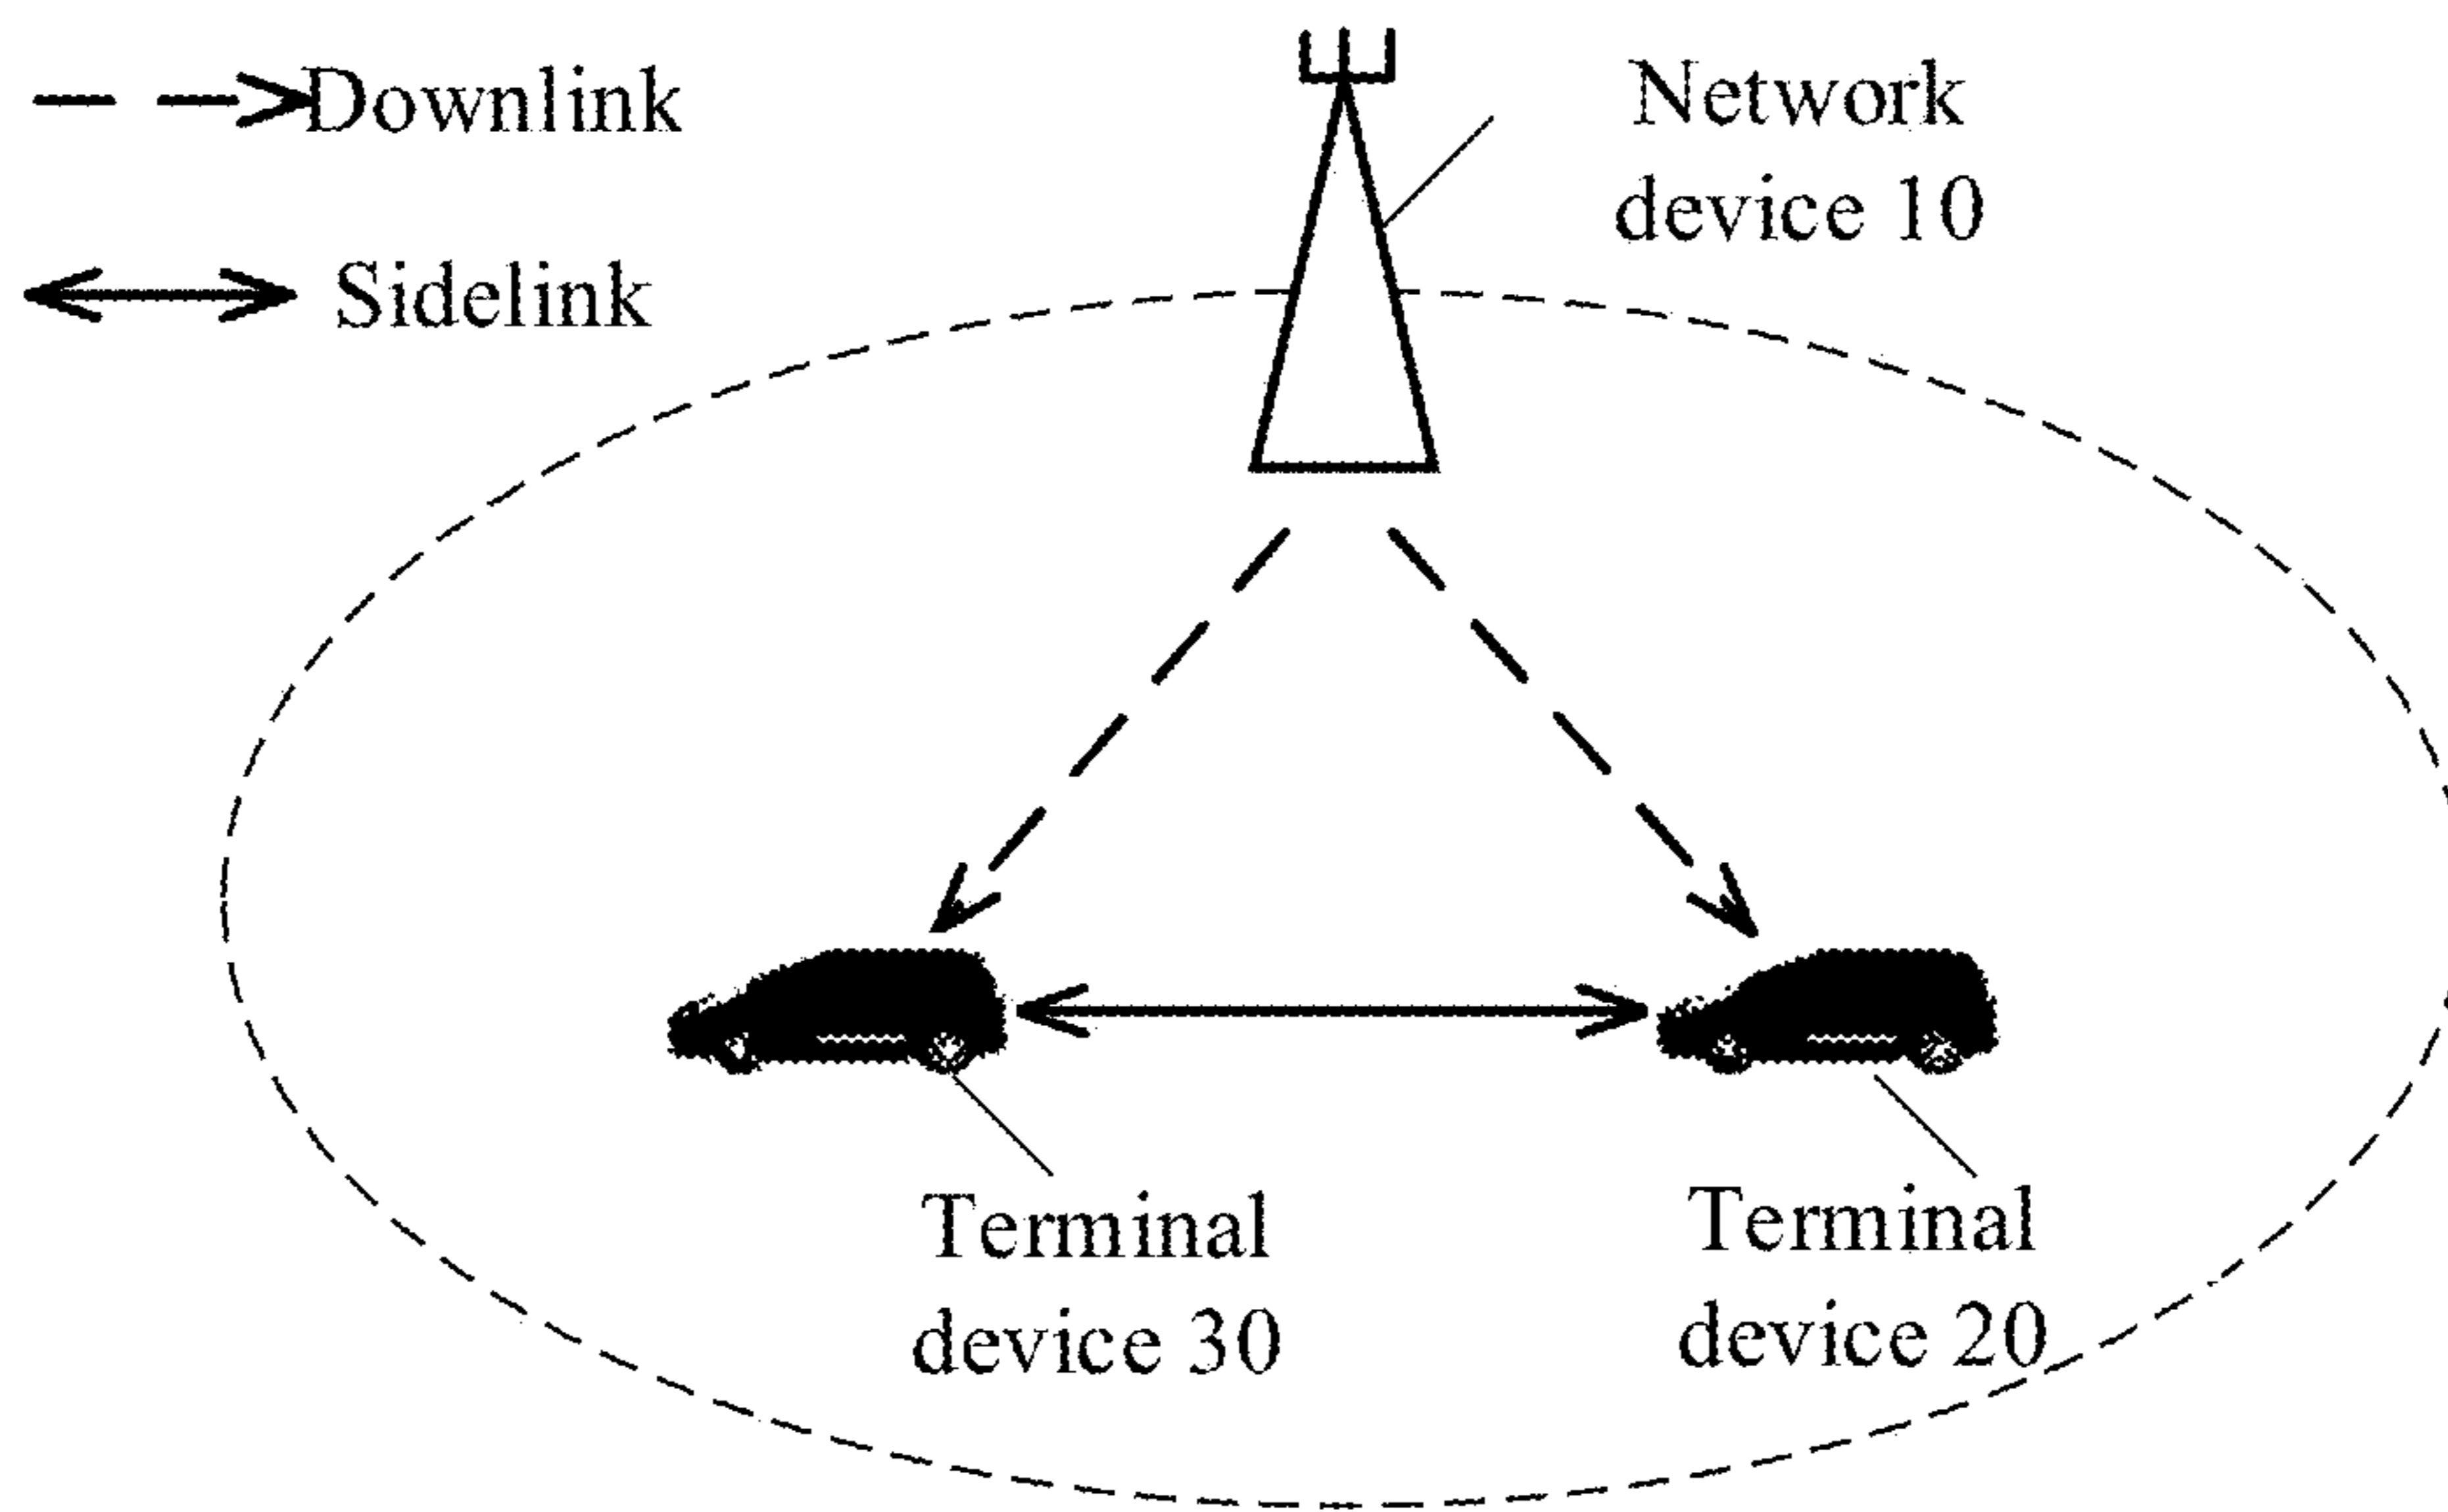 Downlink
Sidelink
Network
device 10
Terminal
device 30
Terminal
device 20